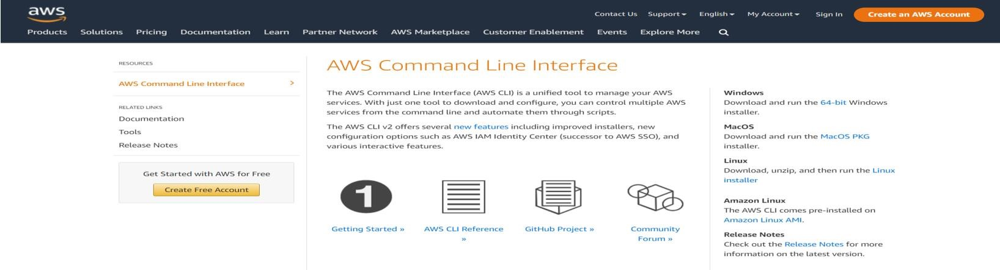 aws
Contact Us Support English My Account Sign In Create an AWS Account
Products Solutions Pricing Documentation Learn Partner Network AWS Marketplace Customer Enablement Events Explore More
RESOURCES
AWS Command Line Interface >
RELATED LINKS
Documentation
Tools
Release Notes
Get Started with AWS for Free
Create Free Account
AWS Command Line Interface
The AWS Command Line Interface (AWS CLI) is a unified tool to manage your AWS
services. With just one tool to download and configure, you can control multiple AWS
services from the command line and automate them through scripts.
The AWS CLI v2 offers several new features including improved installers, new
configuration options such as AWS IAM Identity Center (successor to AWS SSO), and
various interactive features.
1
Getting Started »
AWS CLI Reference
»
GitHub Project »
Community
Forum »
Windows
Download and run the 64-bit Windows
installer.
MacOS
Download and run the MacOS PKG
installer.
Linux
Download, unzip, and then run the Linux
installer
Amazon Linux
The AWS CLI comes pre-installed on
Amazon Linux AMI.
Release Notes
Check out the Release Notes for more
information on the latest version.